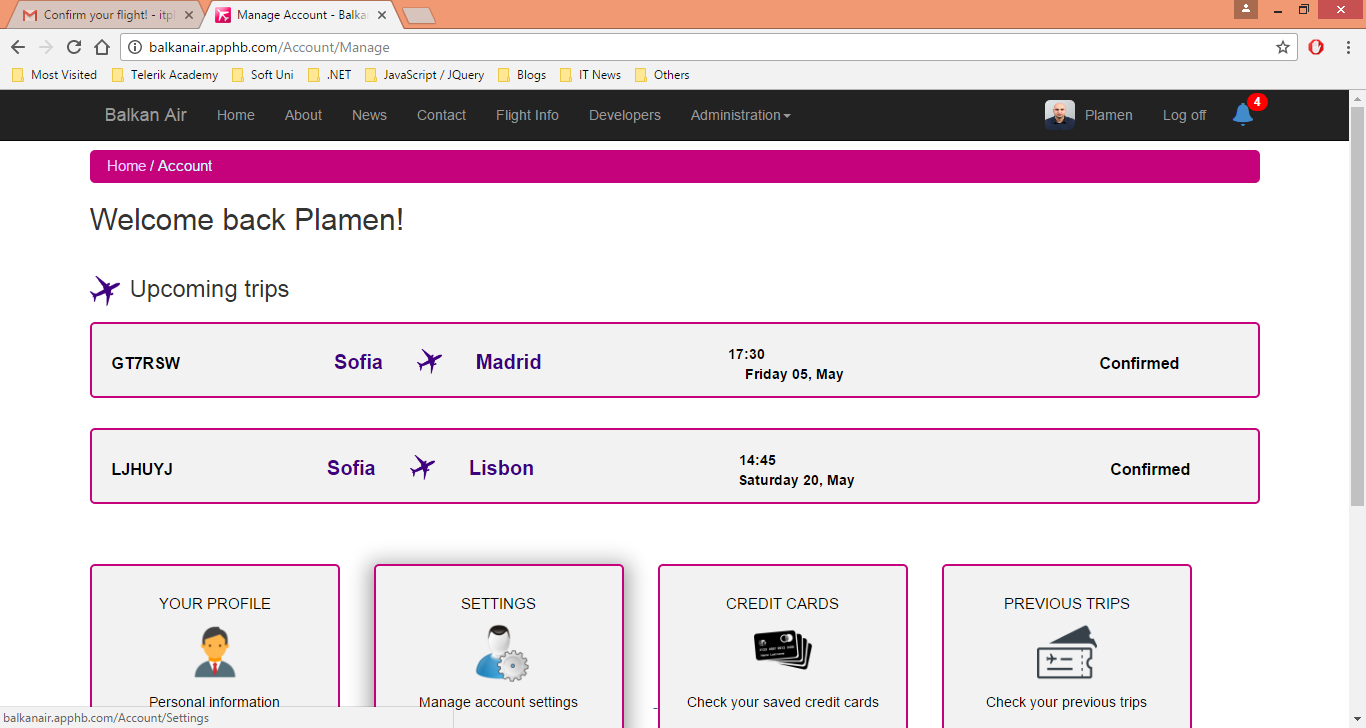 Confirm your flight! - itpl
Manage Account - Balka
balkanair.apphb.com/Account/Manage
Most Visited
Telerik Academy
Soft Uni
.NET
JavaScript / JQuery
Blogs
IT News
Others
Balkan Air
Home
About
News
Contact
Flight Info
Developers
Administration
Plamen
Log off
4
Home / Account
Welcome back Plamen!
Upcoming trips
GT7RSW
Sofia
Madrid
17:30
Friday 05, May
Confirmed
LJHUYJ
Sofia
Lisbon
14:45
Saturday 20, May
Confirmed
YOUR PROFILE
Personal information
SETTINGS
Manage account settings
CREDIT CARDS
Check your saved credit cards
PREVIOUS TRIPS
Check your previous trips
balkanair.apphb.com/Account/Settings